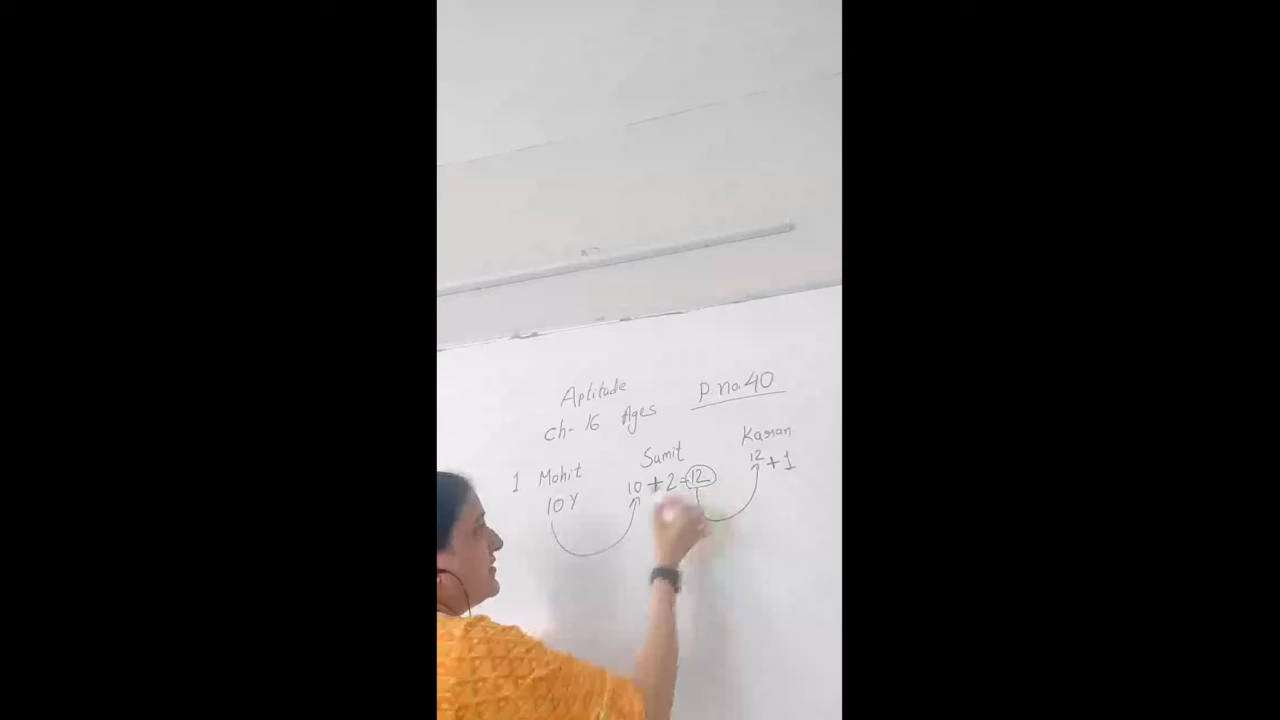 Aptitude
P.no.40
ch-16 Ages
1 Mohit Sumit Karan
10Y 10+2=12 12+1